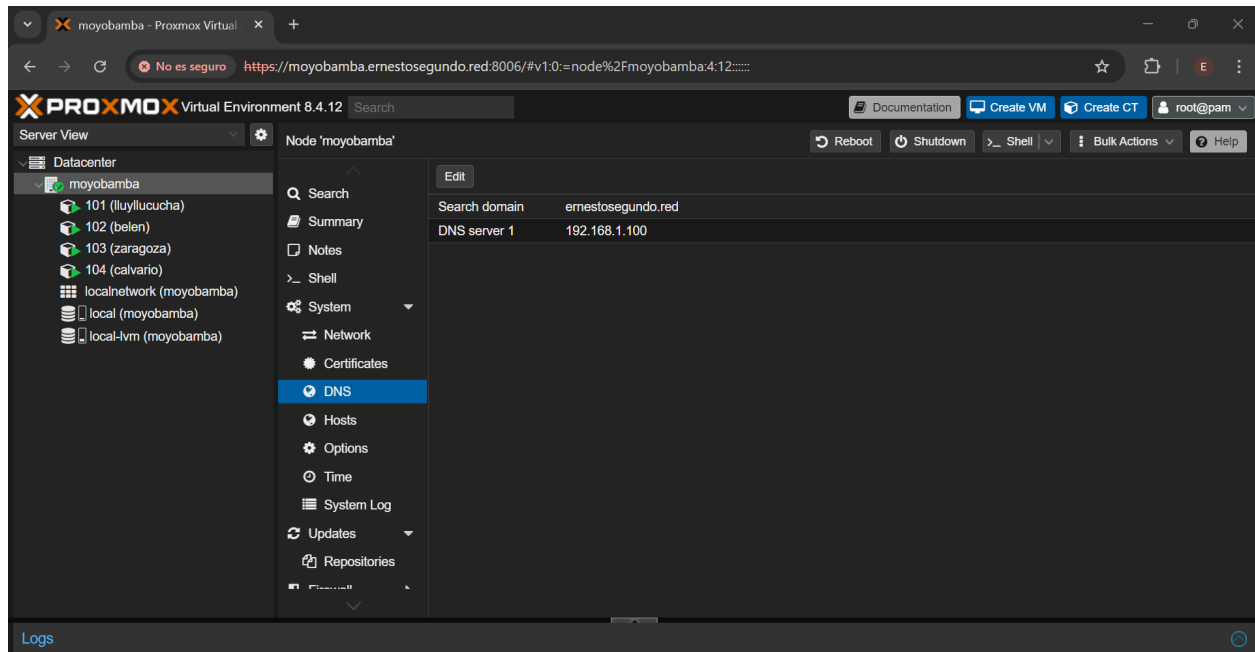 moyobamba - Proxmox Virtual
No es seguro https://moyobamba.ernestosegundo.red:8006/#v1:0:=node%2Fmoyobamba:4:12::::::
E
PROXMOX Virtual Environment 8.4.12 Search
Documentation Create VM Create CT root@pam
Server View
Node 'moyobamba'
Reboot Shutdown Shell Bulk Actions Help
Datacenter
moyobamba
101 (lluyllucucha)
102 (belen)
103 (zaragoza)
104 (calvario)
localnetwork (moyobamba)
local (moyobamba)
local-lvm (moyobamba)
Search
Summary
Notes
Shell
System
Network
Certificates
DNS
Hosts
Options
Time
System Log
Updates
Repositories
Firewall
Edit
Search domain ernestosegundo.red
DNS server 1 192.168.1.100
Logs